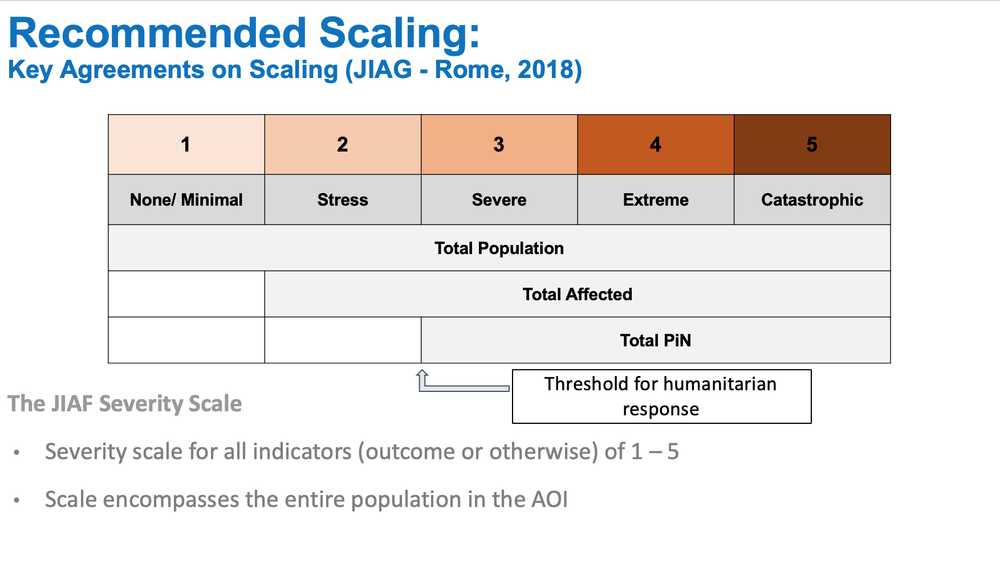 Recommended Scaling:
Key Agreements on Scaling (JIAG - Rome, 2018)
1 2 3 4 5
None/ Minimal Stress Severe Extreme Catastrophic
Total Population
Total Affected
Total PiN
Threshold for humanitarian
response
The JIAF Severity Scale
• Severity scale for all indicators (outcome or otherwise) of 1 – 5
• Scale encompasses the entire population in the AOI